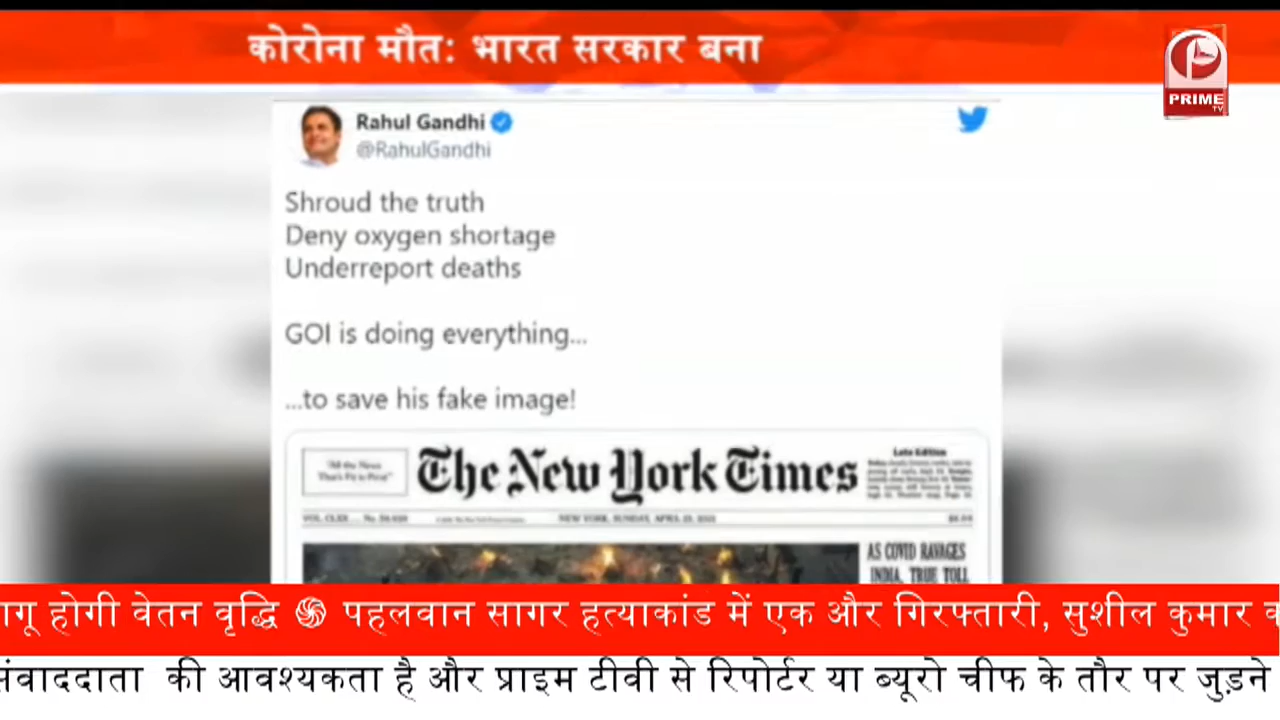 कोरोना मौत: भारत सरकार बना
PRIME
TV
Rahul Gandhi
@RahulGandhi
Shroud the truth
Deny oxygen shortage
Underreport deaths
GOI is doing everything...
...to save his fake image!
"All the News
That's Fit to Print"
The New York Times
Late Edition
NEW YORK, SUNDAY, APRIL 25, 2021
AS COVID RAVAGES
INDIA, TRUE TOLL
होगी वेतन वृद्धि पहलवान सागर हत्याकांड में एक और गिरफ्तारी, सुशील कुमार
संवाददाता की आवश्यकता है और प्राइम टीवी से रिपोर्टर या ब्यूरो चीफ के तौर पर जुड़ने